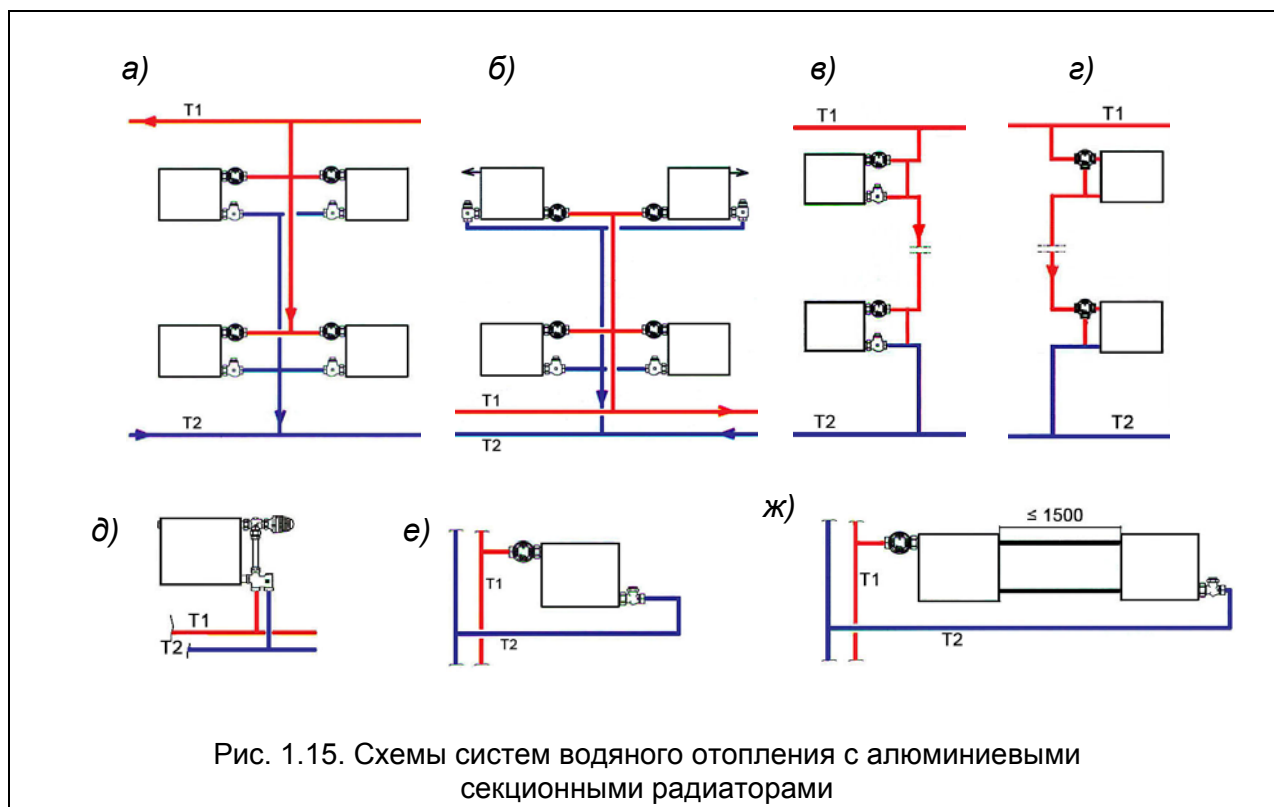 а) б) в) г)
Т1 Т1 Т1
Т1
Т2 Т2 Т2
Т2
д) е) ж)
≤ 1500
Т1 Т1
Т1
Т2 Т2 Т2
Рис. 1.15. Схемы систем водяного отопления с алюминиевыми
секционными радиаторами